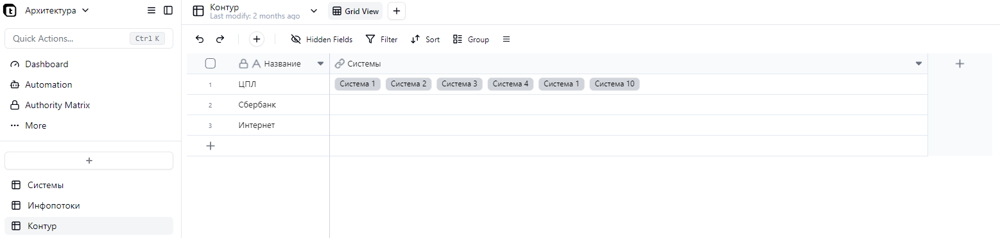 Архитектура
Quick Actions... Ctrl K
Dashboard
Automation
Authority Matrix
More
Системы
Инфопотоки
Контур
Контур
Last modify: 2 months ago
Grid View
Hidden Fields Filter Sort Group
Название Системы
1 ЦПЛ Система 1 Система 2 Система 3 Система 4 Система 1 Система 10
2 Сбербанк
3 Интернет